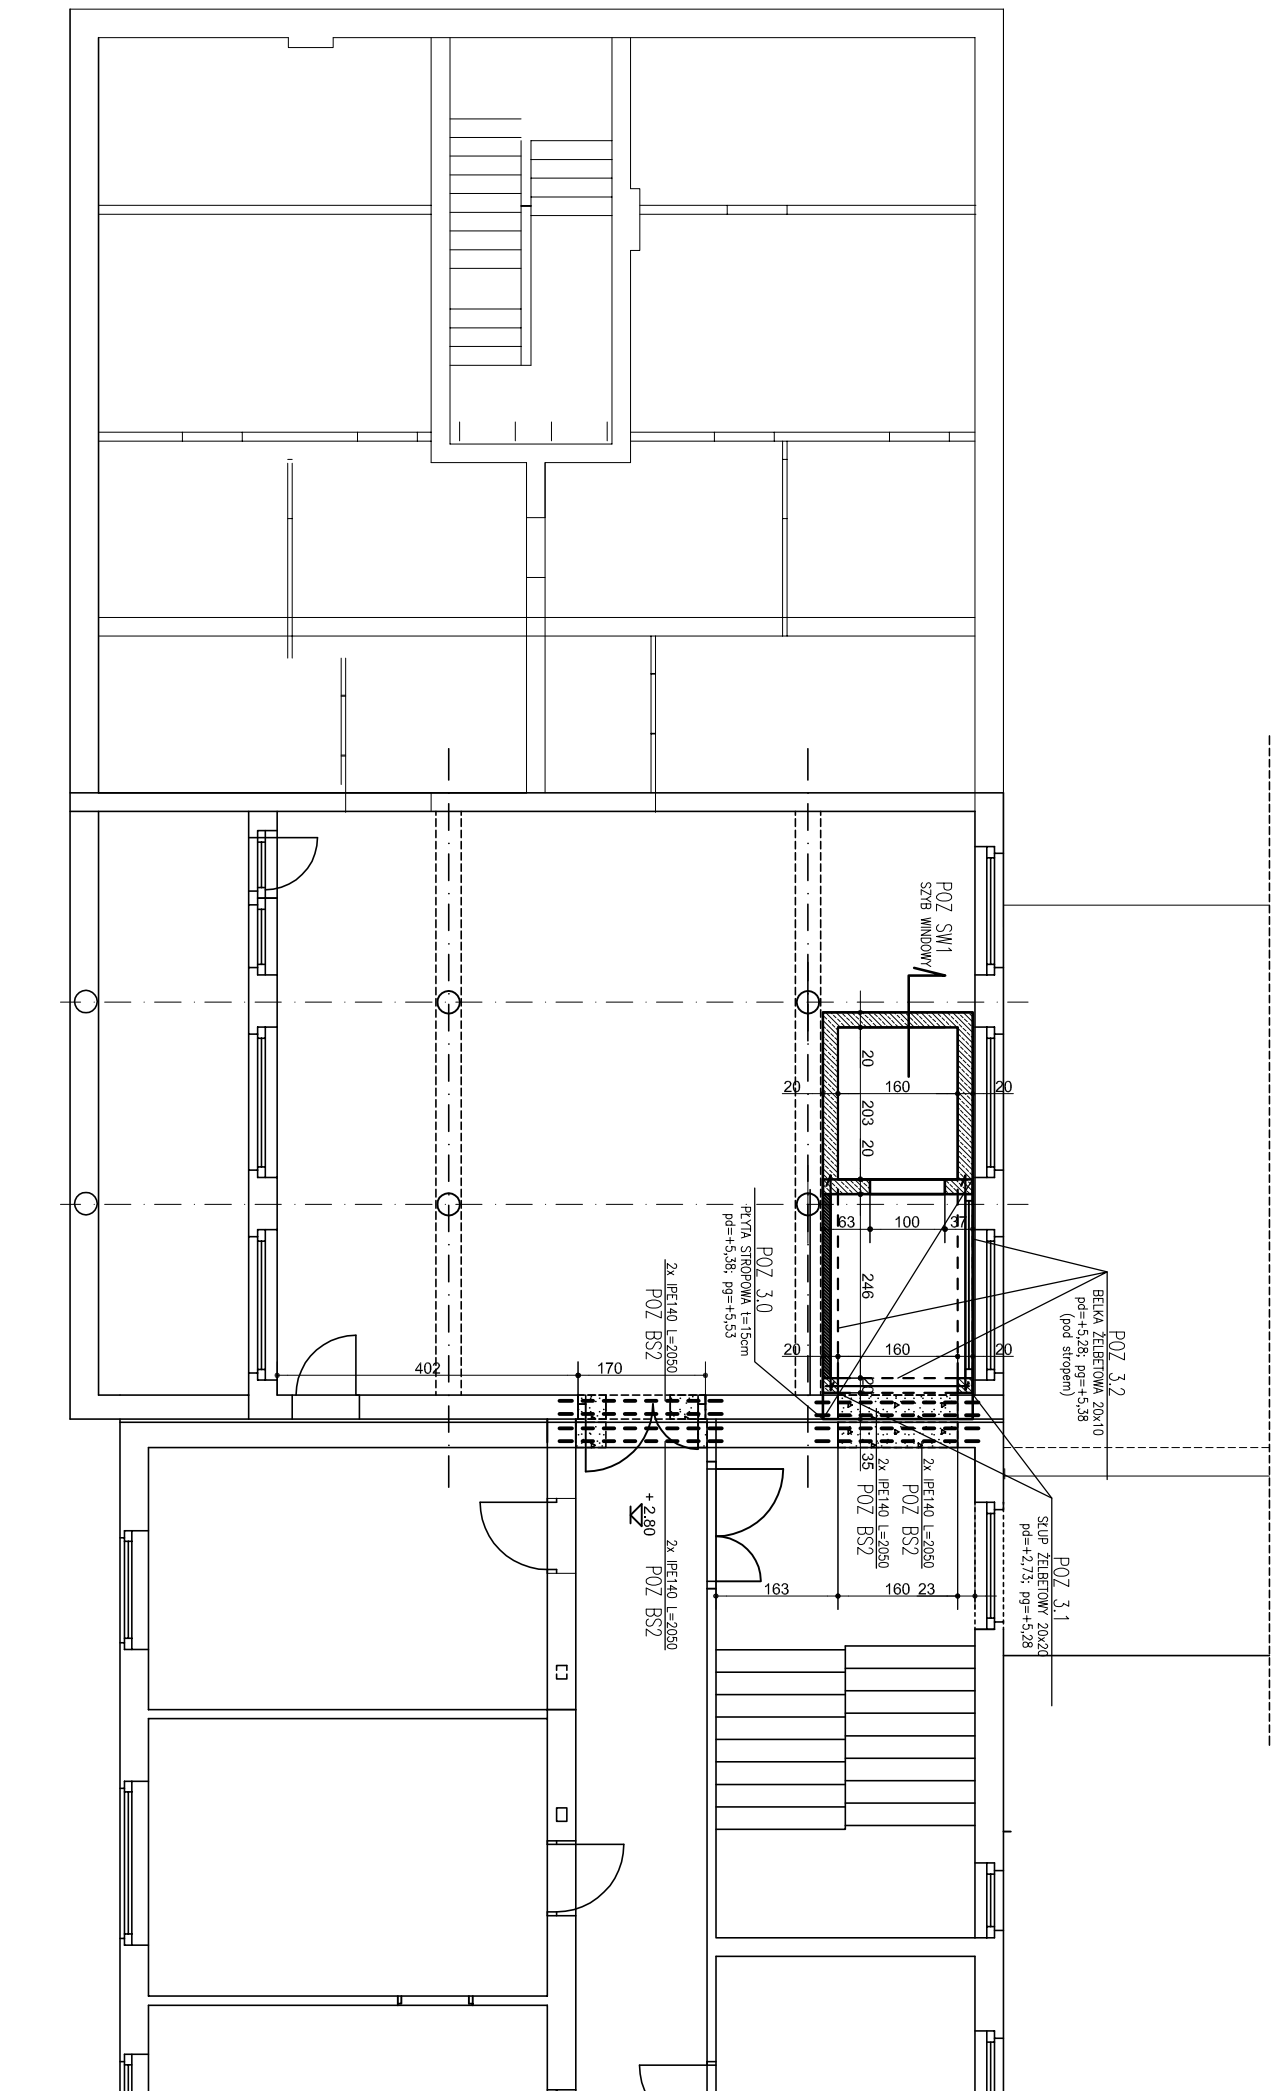 POZ SW1
SZYB WINDOWY
20
20
160
20
203
20
63
100
37
246
20
160
20
20
35
POZ 3.0
PŁYTA STROPOWA t=15cm
pd=+5,38; pg=+5,53
2x IPE140 L=2050
POZ BS2
402
170
POZ 3.2
BELKA ŻELBETOWA 20x10
pd=+5,28; pg=+5,38
(pod stropem)
2x IPE140 L=2050
POZ BS2
2x IPE140 L=2050
POZ BS2
+ 2.80
2x IPE140 L=2050
POZ BS2
POZ 3.1
SŁUP ŻELBETOWY 20x20
pd=+2,73; pg=+5,28
163
160
23